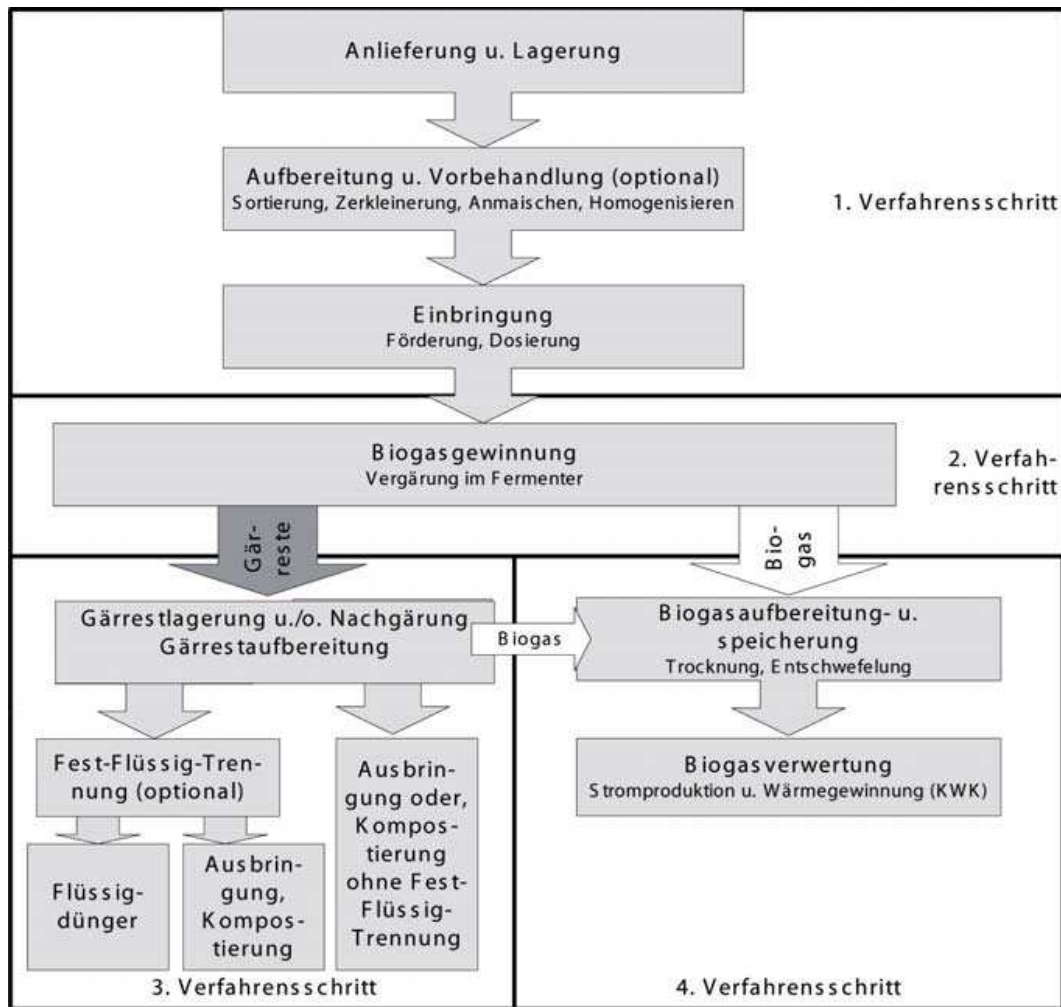 Anlieferung u. Lagerung
Aufbereitung u. Vorbehandlung (optional)
Sortierung, Zerkleinerung, Anmaischen, Homogenisieren
1. Verfahrensschritt
Einbringung
Förderung, Dosierung
Biogasgewinnung
Vergärung im Fermenter
2. Verfah-
rensschritt
Gär-
reste
Bio-
gas
Gärrestlagerung u./o. Nachgärung
Gärrestaufbereitung
Biogas
Biogasaufbereitung- u.
speicherung
Trocknung, Entschwefelung
Fest-Flüssig-Tren-
nung (optional)
Flüssig-
dünger
Ausbrin-
gung,
Kompos-
tierung
Ausbrin-
gung oder,
Kompos-
tierung
ohne Fest-
Flüssig-
Trennung
Biogasverwertung
Stromproduktion u. Wärmegewinnung (KWK)
3. Verfahrensschritt
4. Verfahrensschritt